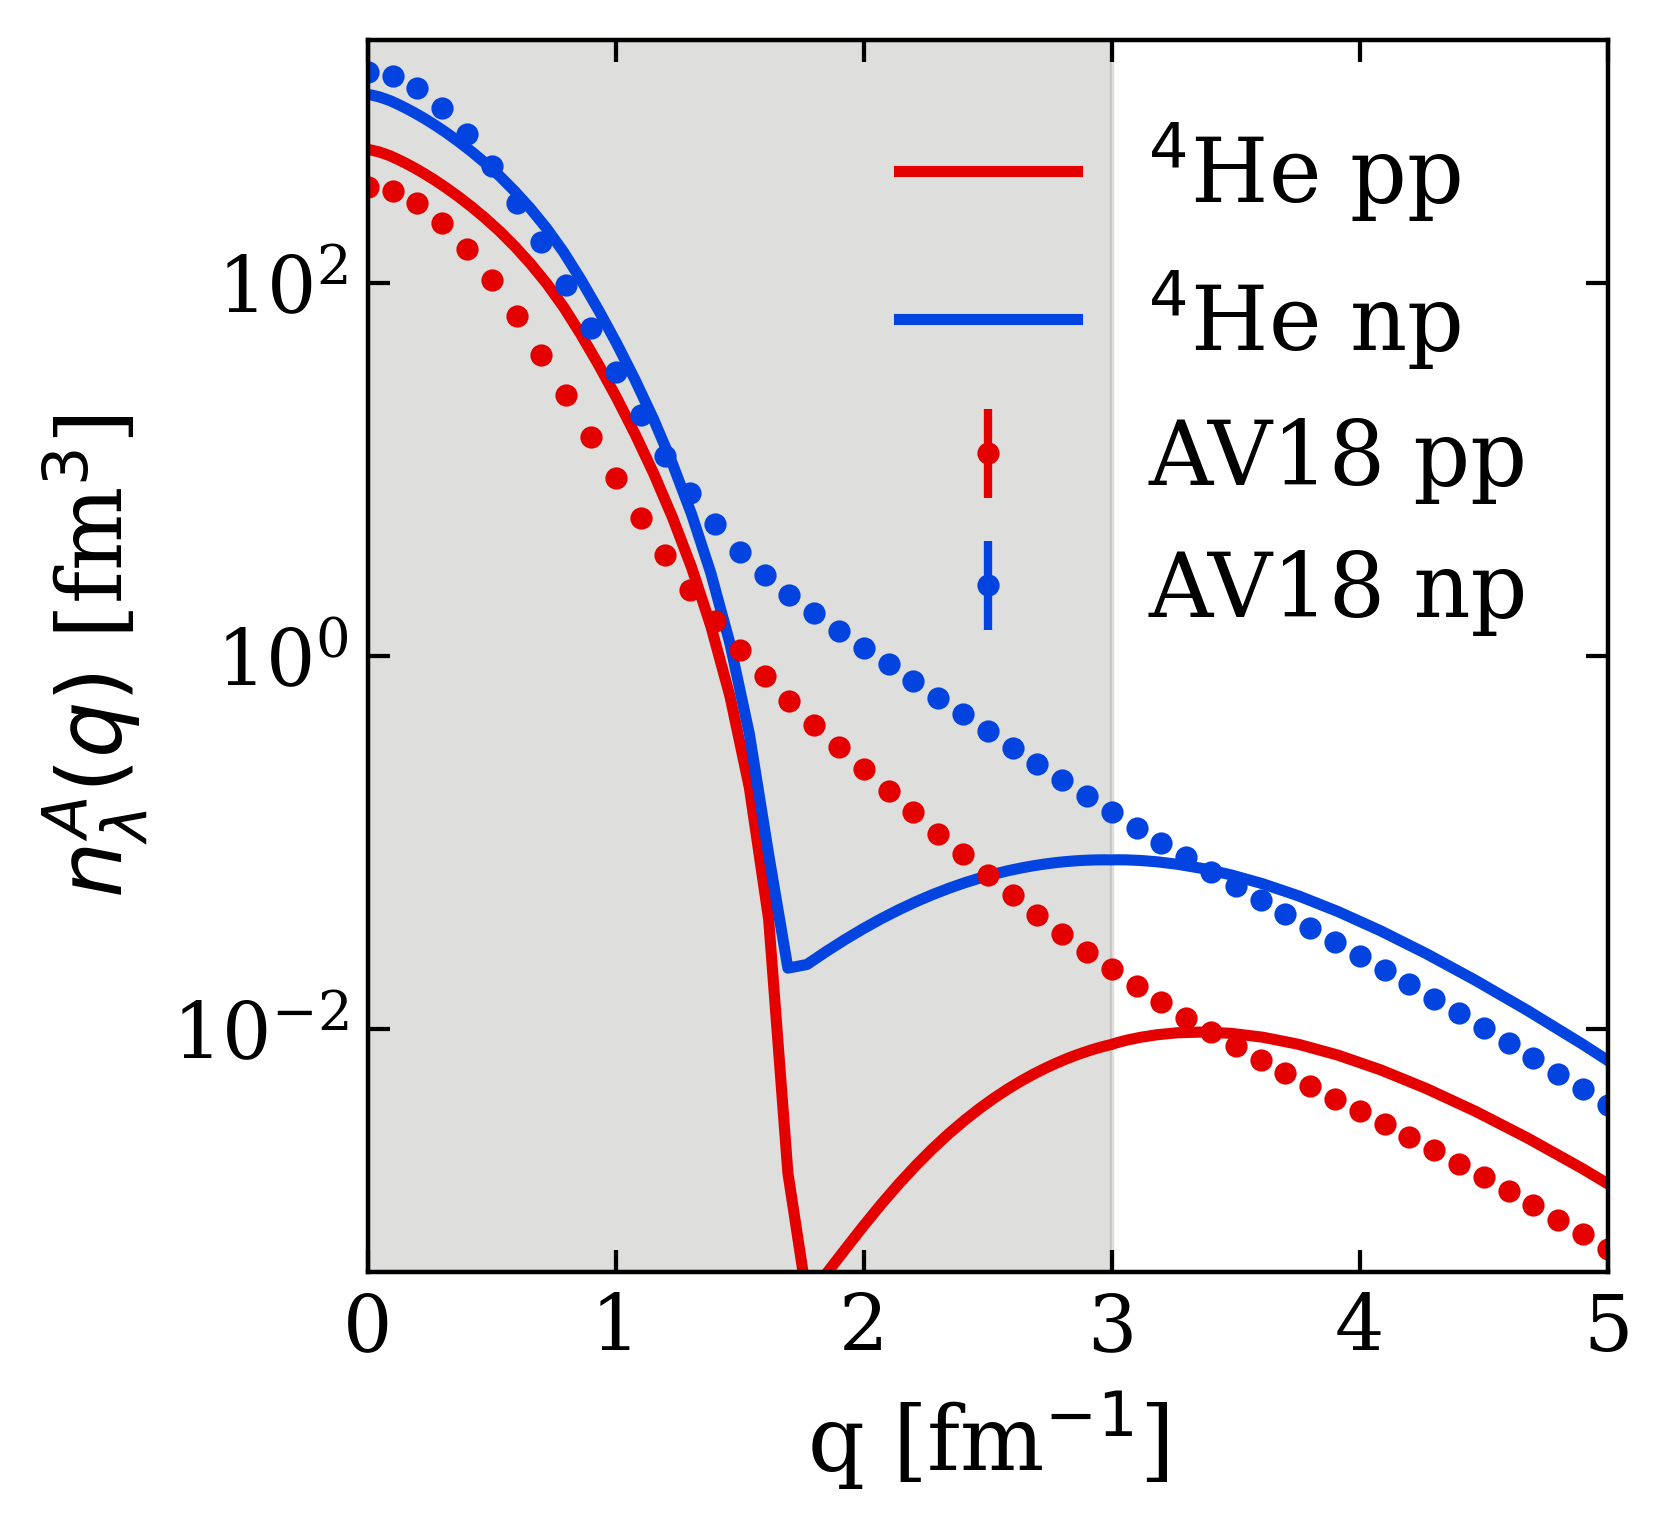 ⁴He pp
⁴He np
AV18 pp
AV18 np
10²
10⁰
10⁻²
n_λ^A(q) [fm³]
0 1 2 3 4 5
q [fm⁻¹]